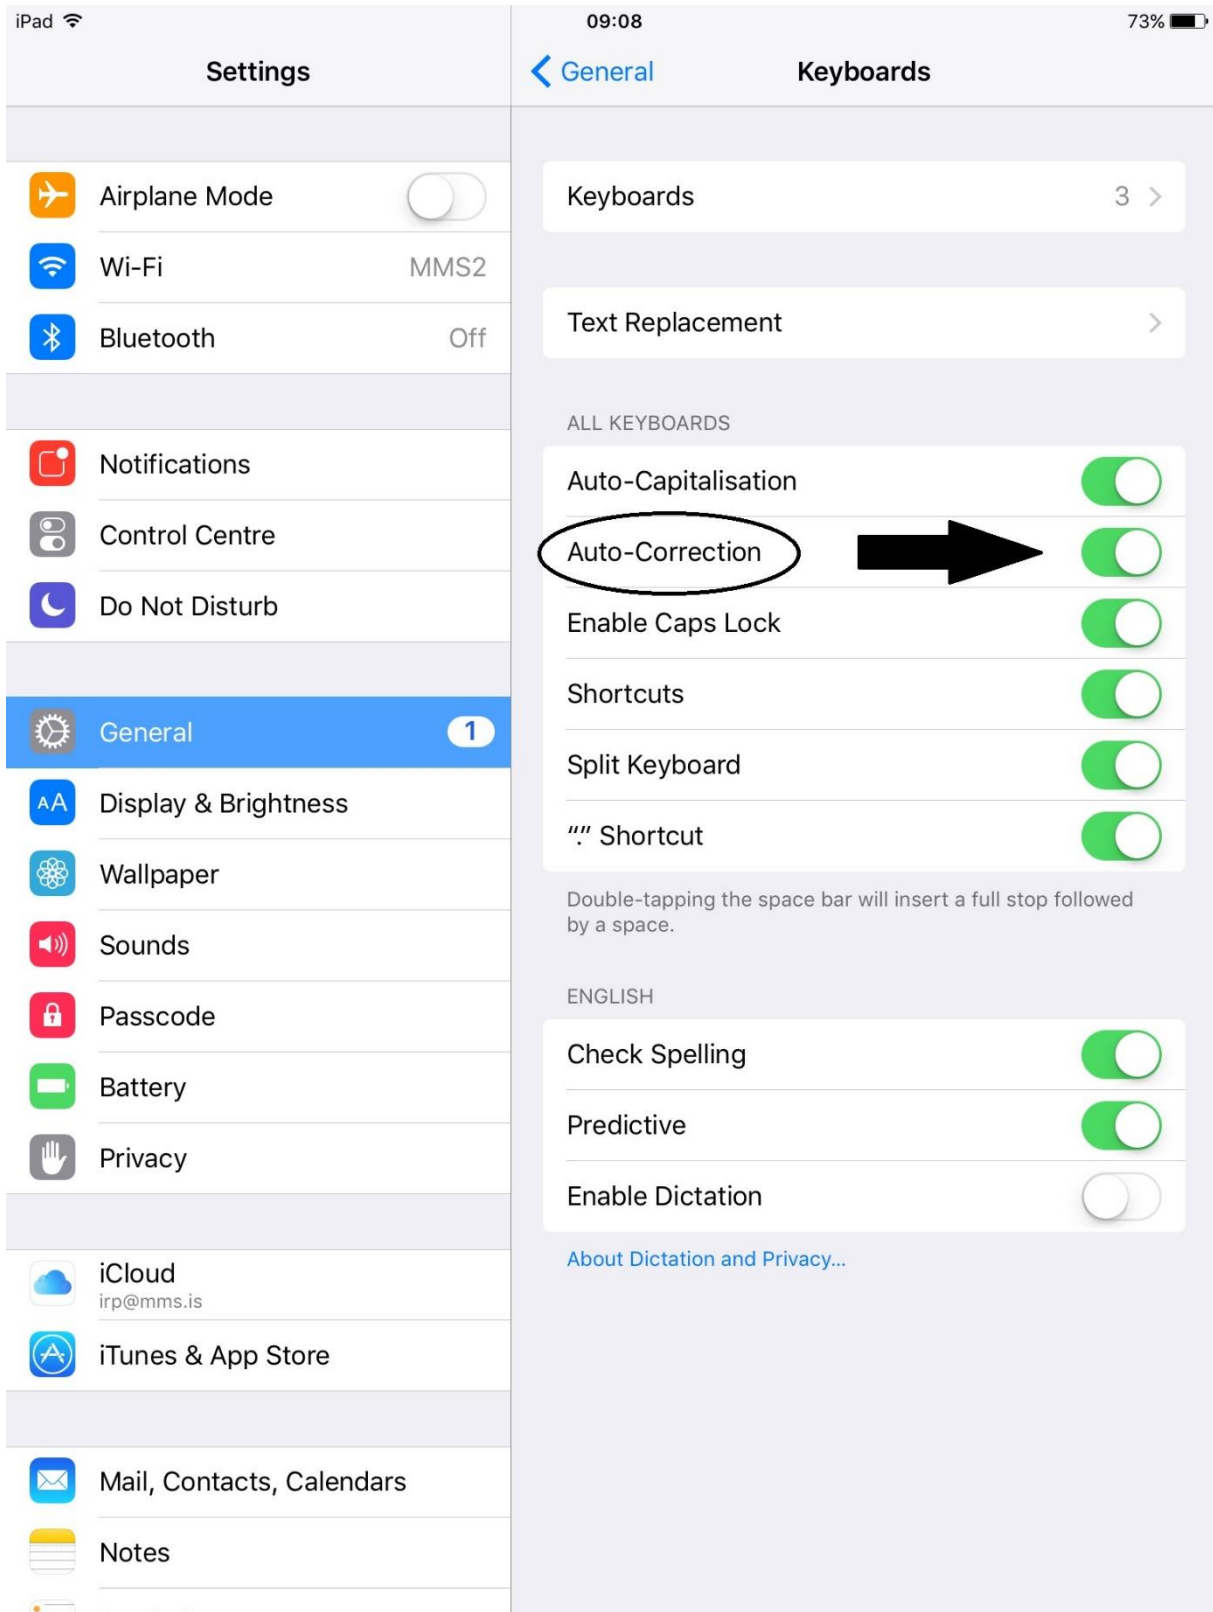 iPad 09:08 73%
Settings
General Keyboards
Airplane Mode
Wi-Fi MMS2
Bluetooth Off
Notifications
Control Centre
Do Not Disturb
General 1
AA Display & Brightness
Wallpaper
Sounds
Passcode
Battery
Privacy
iCloud
irp@mms.is
iTunes & App Store
Mail, Contacts, Calendars
Notes
Keyboards 3
Text Replacement
ALL KEYBOARDS
Auto-Capitalisation
Auto-Correction
Enable Caps Lock
Shortcuts
Split Keyboard
“.” Shortcut
Double-tapping the space bar will insert a full stop followed
by a space.
ENGLISH
Check Spelling
Predictive
Enable Dictation
About Dictation and Privacy...